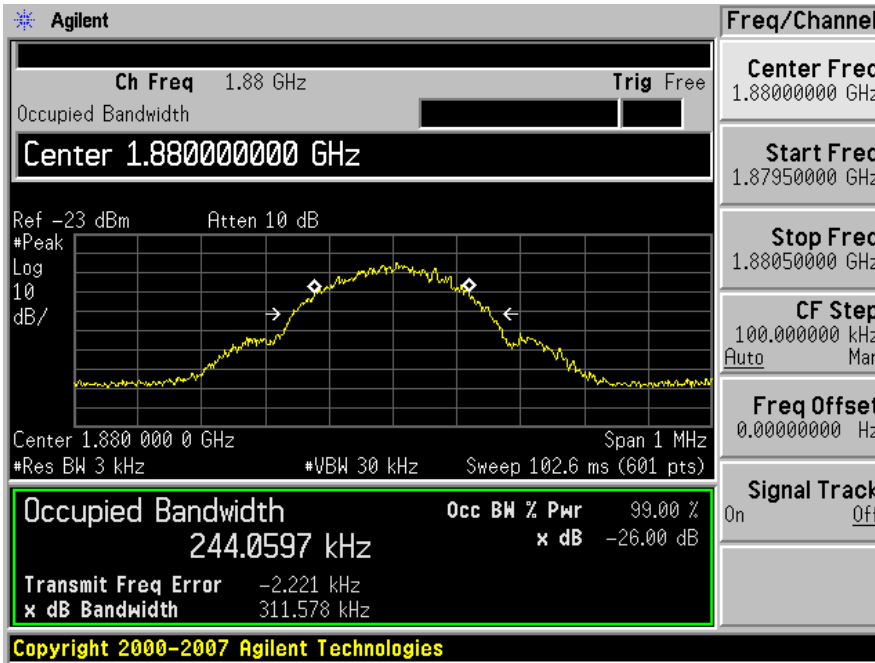 Agilent
Freq/Channel
Ch Freq 1.88 GHz Trig Free
Occupied Bandwidth
Center 1.880000000 GHz
Center Freq
1.88000000 GHz
Start Freq
1.87950000 GHz
Stop Freq
1.88050000 GHz
CF Step
100.000000 kHz
Auto Man
Freq Offset
0.00000000 Hz
Signal Track
On Off
Ref -23 dBm Atten 10 dB
#Peak
Log
10
dB/
Center 1.880 000 0 GHz Span 1 MHz
#Res BW 3 kHz #VBW 30 kHz Sweep 102.6 ms (601 pts)
Occupied Bandwidth
244.0597 kHz
Occ BW % Pwr 99.00 %
x dB -26.00 dB
Transmit Freq Error -2.221 kHz
x dB Bandwidth 311.578 kHz
Copyright 2000-2007 Agilent Technologies